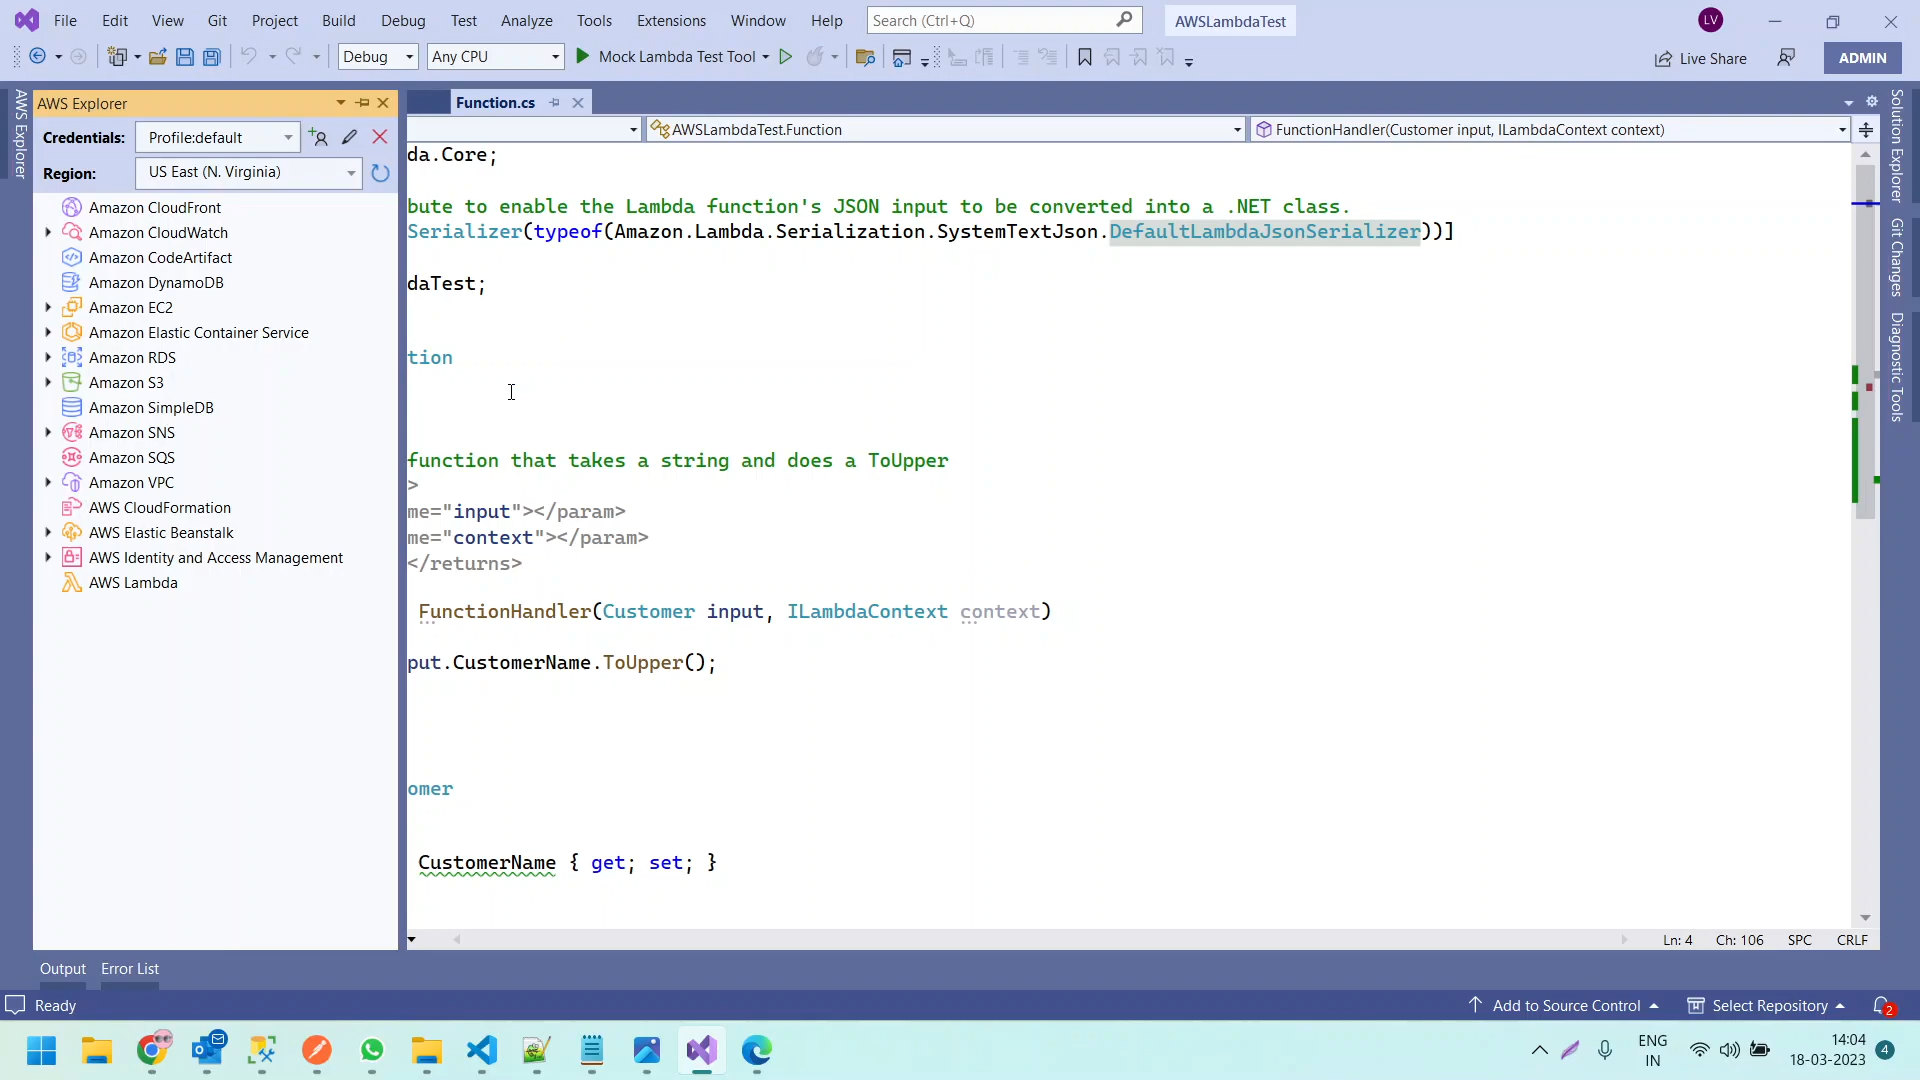 File Edit View Git Project Build Debug Test Analyze Tools Extensions Window Help Search (Ctrl+Q) AWSLambdaTest LV
Debug Any CPU Mock Lambda Test Tool Live Share ADMIN
AWS Explorer
AWS Explorer
Credentials: Profile:default
Region: US East (N. Virginia)
Amazon CloudFront
Amazon CloudWatch
Amazon CodeArtifact
Amazon DynamoDB
Amazon EC2
Amazon Elastic Container Service
Amazon RDS
Amazon S3
Amazon SimpleDB
Amazon SNS
Amazon SQS
Amazon VPC
AWS CloudFormation
AWS Elastic Beanstalk
AWS Identity and Access Management
AWS Lambda
Function.cs
AWSLambdaTest.Function FunctionHandler(Customer input, ILambdaContext context)
da.Core;
bute to enable the Lambda function's JSON input to be converted into a .NET class.
Serializer(typeof(Amazon.Lambda.Serialization.SystemTextJson.DefaultLambdaJsonSerializer))]
daTest;
tion
function that takes a string and does a ToUpper
>
me="input"></param>
me="context"></param>
</returns>
FunctionHandler(Customer input, ILambdaContext context)
put.CustomerName.ToUpper();
omer
CustomerName { get; set; }
Ln: 4 Ch: 106 SPC CRLF
Solution Explorer
Git Changes
Diagnostic Tools
Output Error List
Ready Add to Source Control Select Repository 2
ENG
IN
14:04
18-03-2023
4